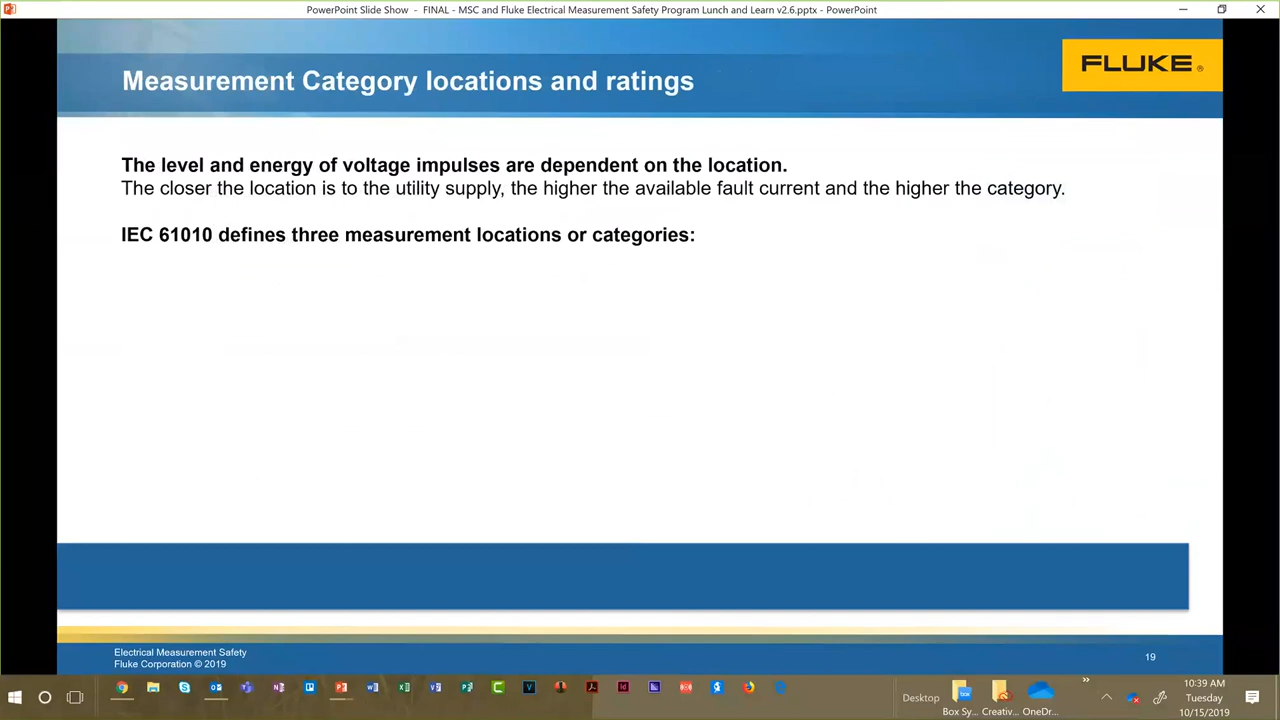 PowerPoint Slide Show - FINAL - MSC and Fluke Electrical Measurement Safety Program Lunch and Learn v2.6.pptx - PowerPoint
Measurement Category locations and ratings
FLUKE®
The level and energy of voltage impulses are dependent on the location.
The closer the location is to the utility supply, the higher the available fault current and the higher the category.
IEC 61010 defines three measurement locations or categories:
Electrical Measurement Safety
Fluke Corporation © 2019
19
Desktop
Box Sy...
Creativ...
OneDr...
10:39 AM
Tuesday
10/15/2019